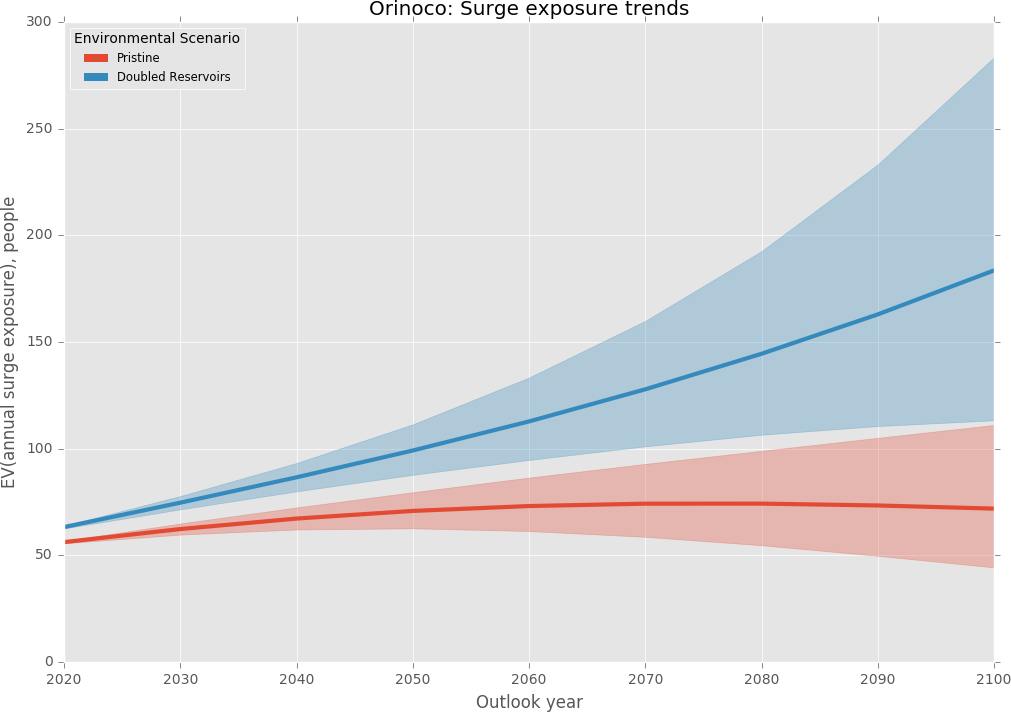 Orinoco: Surge exposure trends
EV(annual surge exposure), people
300
250
200
150
100
50
0
Environmental Scenario
Pristine
Doubled Reservoirs
2020 2030 2040 2050 2060 2070 2080 2090 2100
Outlook year